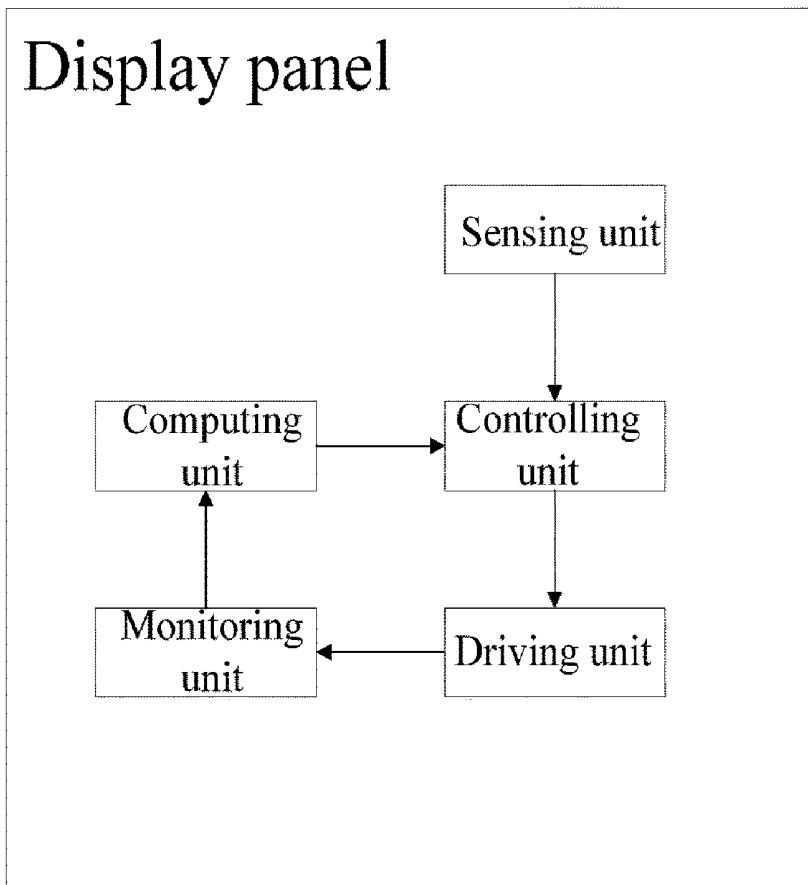 Display panel
Sensing unit
Computing
unit
Controlling
unit
Monitoring
unit
Driving unit